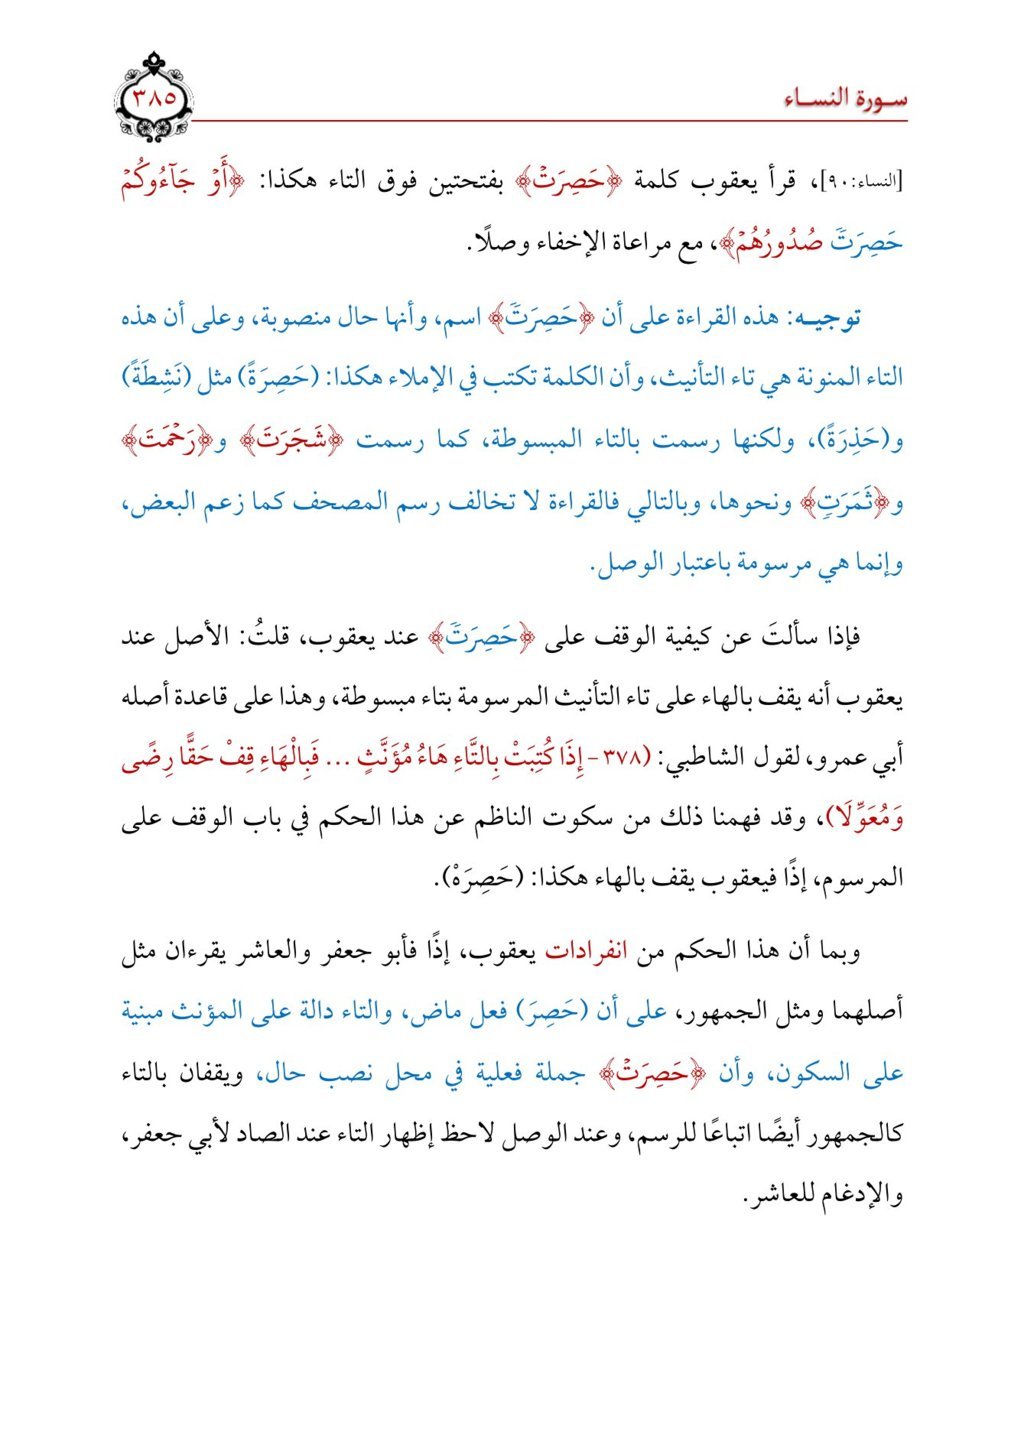 سورة النساء
٣٨٥
[النساء:٩٠]، قرأ يعقوب كلمة ﴿حَصِرَتۡ﴾ بفتحتين فوق التاء هكذا: ﴿أَوۡ جَآءُوكُمۡ
حَصِرَتٗ صُدُورُهُمۡ﴾، مع مراعاة الإخفاء وصلًا.
توجيه: هذه القراءة على أن ﴿حَصِرَتٗ﴾ اسم، وأنها حال منصوبة، وعلى أن هذه
التاء المنونة هي تاء التأنيث، وأن الكلمة تكتب في الإملاء هكذا: (حَصِرَةً) مثل (نَشِطَةً)
و(حَذِرَةً)، ولكنها رسمت بالتاء المبسوطة، كما رسمت ﴿شَجَرَتَ﴾ و﴿رَحۡمَتَ﴾
و﴿ثَمَرَتٖ﴾ ونحوها، وبالتالي فالقراءة لا تخالف رسم المصحف كما زعم البعض،
وإنما هي مرسومة باعتبار الوصل.
فإذا سألتَ عن كيفية الوقف على ﴿حَصِرَتٗ﴾ عند يعقوب، قلتُ: الأصل عند
يعقوب أنه يقف بالهاء على تاء التأنيث المرسومة بتاء مبسوطة، وهذا على قاعدة أصله
أبي عمرو، لقول الشاطبي: (٣٧٨- إِذَا كُتِبَتْ بِالتَّاءِ هَاءُ مُؤَنَّثٍ ... فَبِالْهَاءِ قِفْ حَقًّا رِضًى
وَمُعَوِّلَا)، وقد فهمنا ذلك من سكوت الناظم عن هذا الحكم في باب الوقف على
المرسوم، إذًا فيعقوب يقف بالهاء هكذا: (حَصِرَهْ).
وبما أن هذا الحكم من انفرادات يعقوب، إذًا فأبو جعفر والعاشر يقرءان مثل
أصلهما ومثل الجمهور، على أن (حَصِرَ) فعل ماض، والتاء دالة على المؤنث مبنية
على السكون، وأن ﴿حَصِرَتۡ﴾ جملة فعلية في محل نصب حال، ويقفان بالتاء
كالجمهور أيضًا اتباعًا للرسم، وعند الوصل لاحظ إظهار التاء عند الصاد لأبي جعفر،
والإدغام للعاشر.